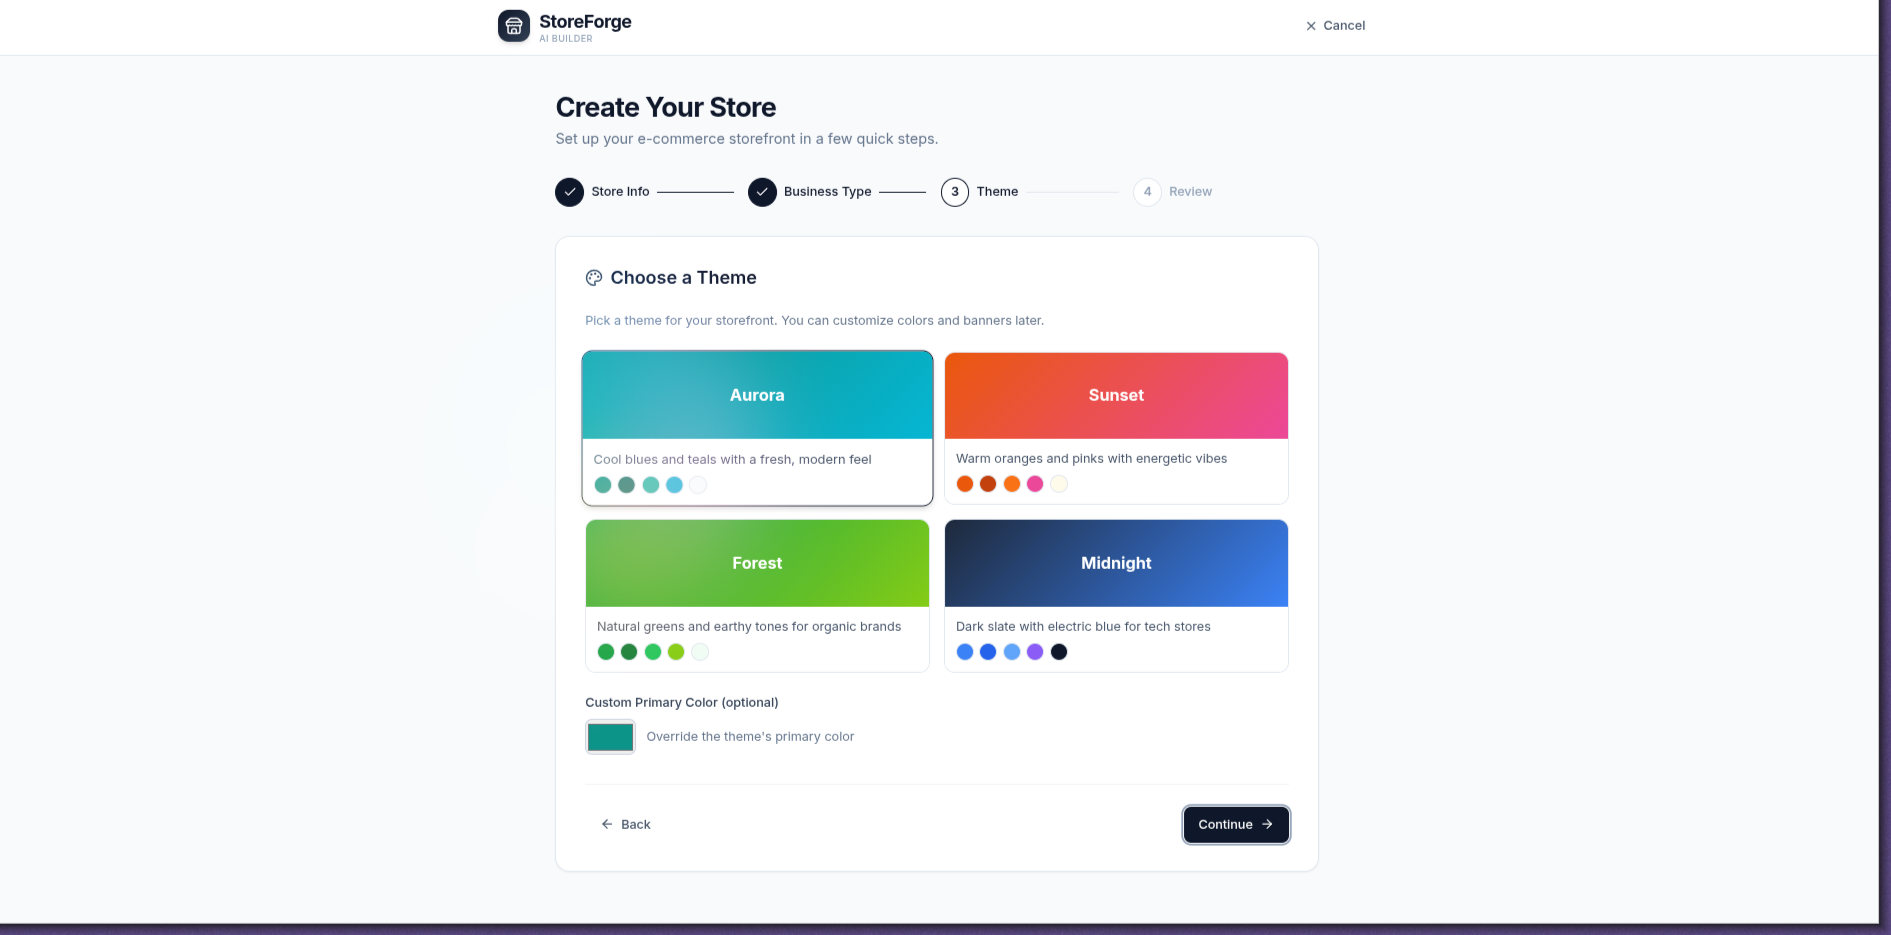 StoreForge
AI BUILDER
Cancel
Create Your Store
Set up your e-commerce storefront in a few quick steps.
Store Info
Business Type
3 Theme
4 Review
Choose a Theme
Pick a theme for your storefront. You can customize colors and banners later.
Aurora
Cool blues and teals with a fresh, modern feel
Sunset
Warm oranges and pinks with energetic vibes
Forest
Natural greens and earthy tones for organic brands
Midnight
Dark slate with electric blue for tech stores
Custom Primary Color (optional)
Override the theme's primary color
Back
Continue